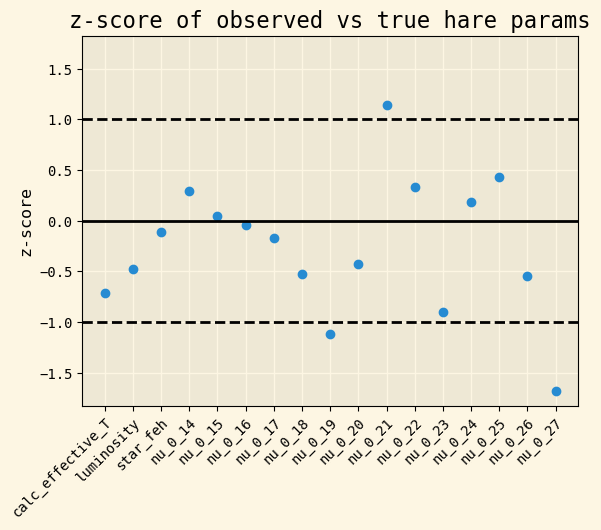 z-score of observed vs true hare params
z-score
1.5
1.0
0.5
0.0
−0.5
−1.0
−1.5
calc_effective_T
luminosity
star_feh
nu_0_14
nu_0_15
nu_0_16
nu_0_17
nu_0_18
nu_0_19
nu_0_20
nu_0_21
nu_0_22
nu_0_23
nu_0_24
nu_0_25
nu_0_26
nu_0_27